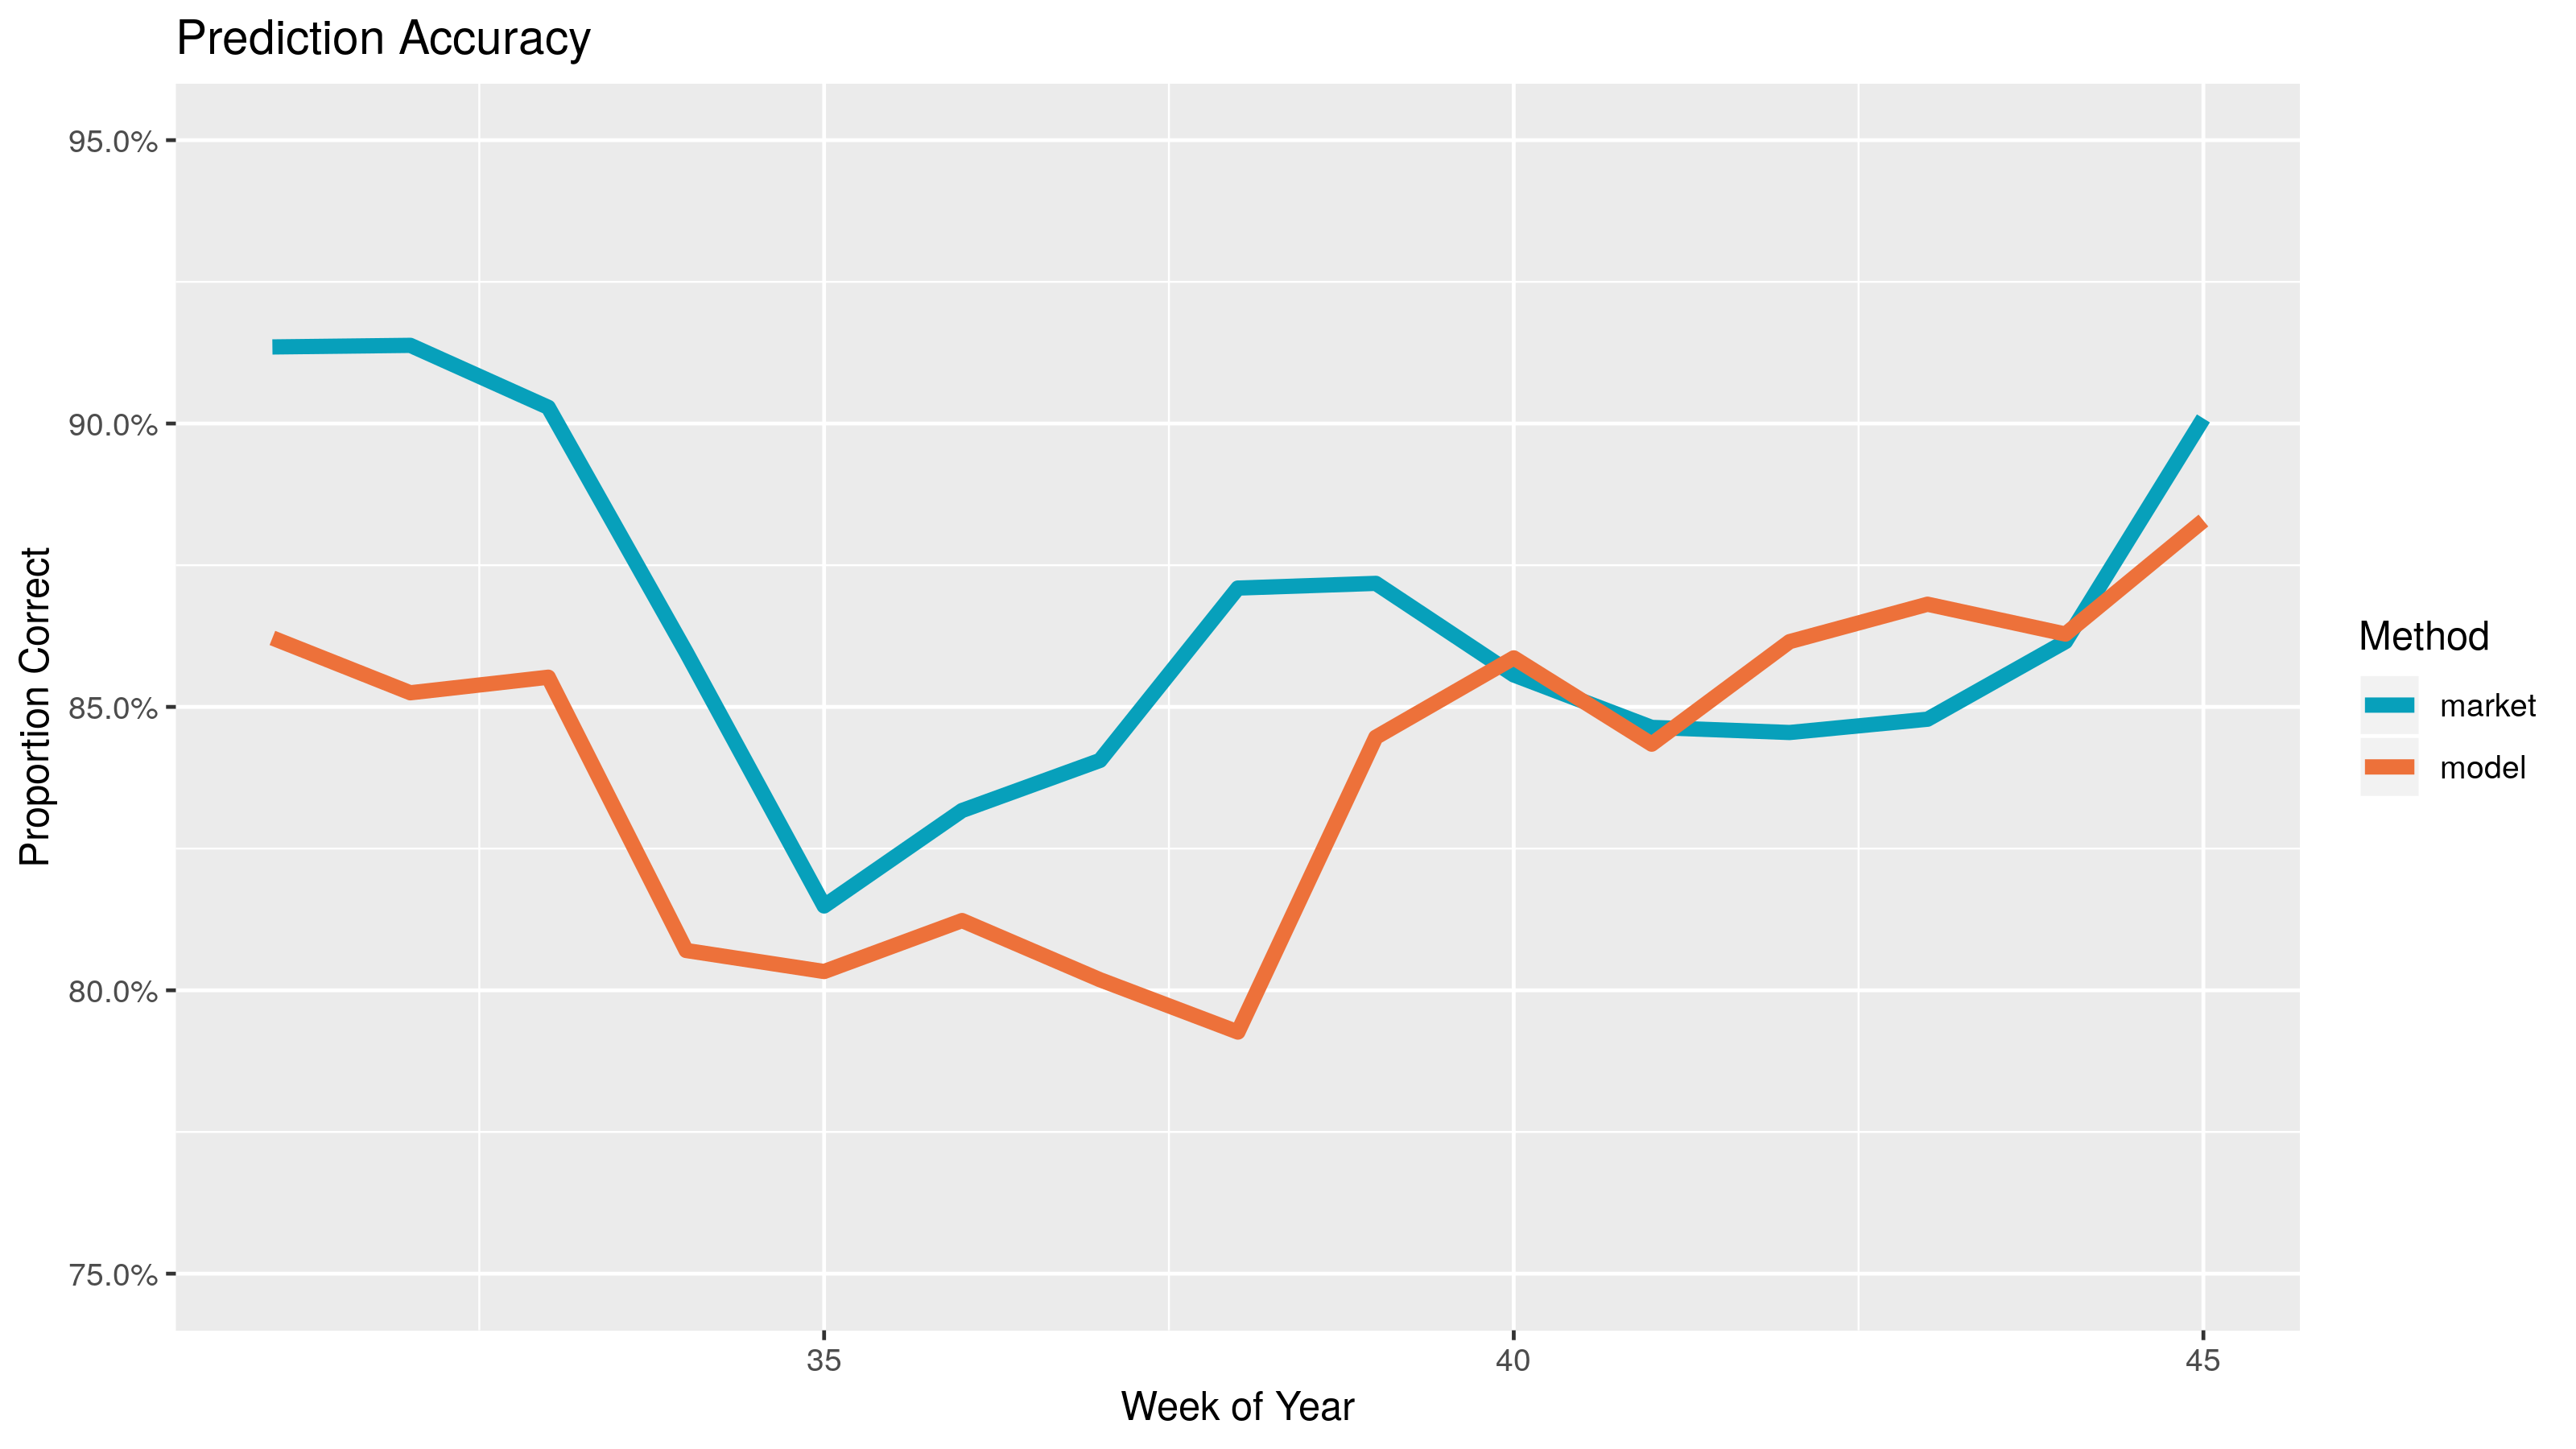 Prediction Accuracy
95.0%
90.0%
85.0%
80.0%
75.0%
Proportion Correct
35
40
45
Week of Year
Method
market
model